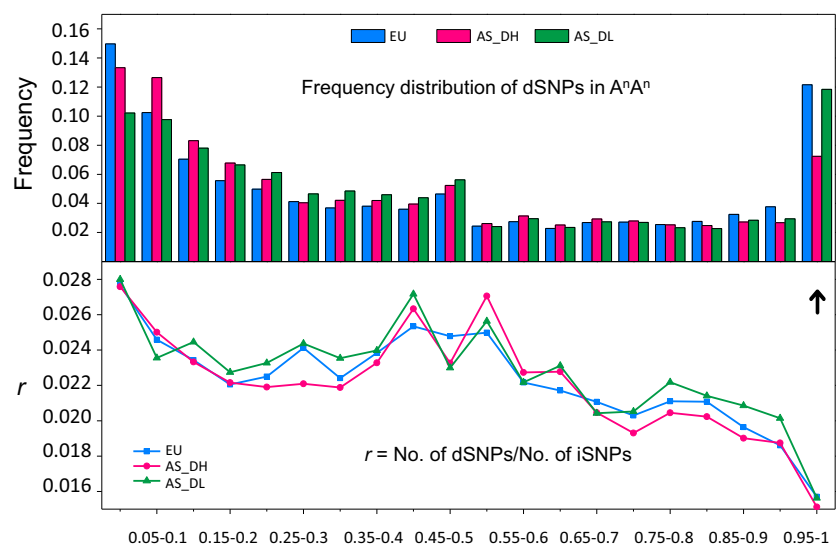 0.16
0.14
0.12
0.10
0.08
0.06
0.04
0.02
Frequency
EU AS_DH AS_DL
Frequency distribution of dSNPs in AⁿAⁿ
0.028
0.026
0.024
0.022
0.020
0.018
0.016
r
EU
AS_DH
AS_DL
r = No. of dSNPs/No. of iSNPs
0.05-0.1 0.15-0.2 0.25-0.3 0.35-0.4 0.45-0.5 0.55-0.6 0.65-0.7 0.75-0.8 0.85-0.9 0.95-1